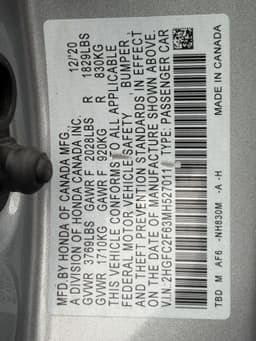 MFD.BY HONDA OF CANADA MFG., 12/'20
A DIVISION OF HONDA CANADA INC.
GVWR 3769LBS GAWR F 2028LBS R 1829LBS
GVWR 1710KG GAWR F 920KG R 830KG
THIS VEHICLE CONFORMS TO ALL APPLICABLE
FEDERAL MOTOR VEHICLE SAFETY BUMPER,
AND THEFT PREVENTION STANDARDS IN EFFECT
ON THE DATE OF MANUFACTURE SHOWN ABOVE.
V.I.N. 2HGFC2F63MH527011 TYPE: PASSENGER CAR
TBD M AF6 -NH830M -A -H MADE IN CANADA